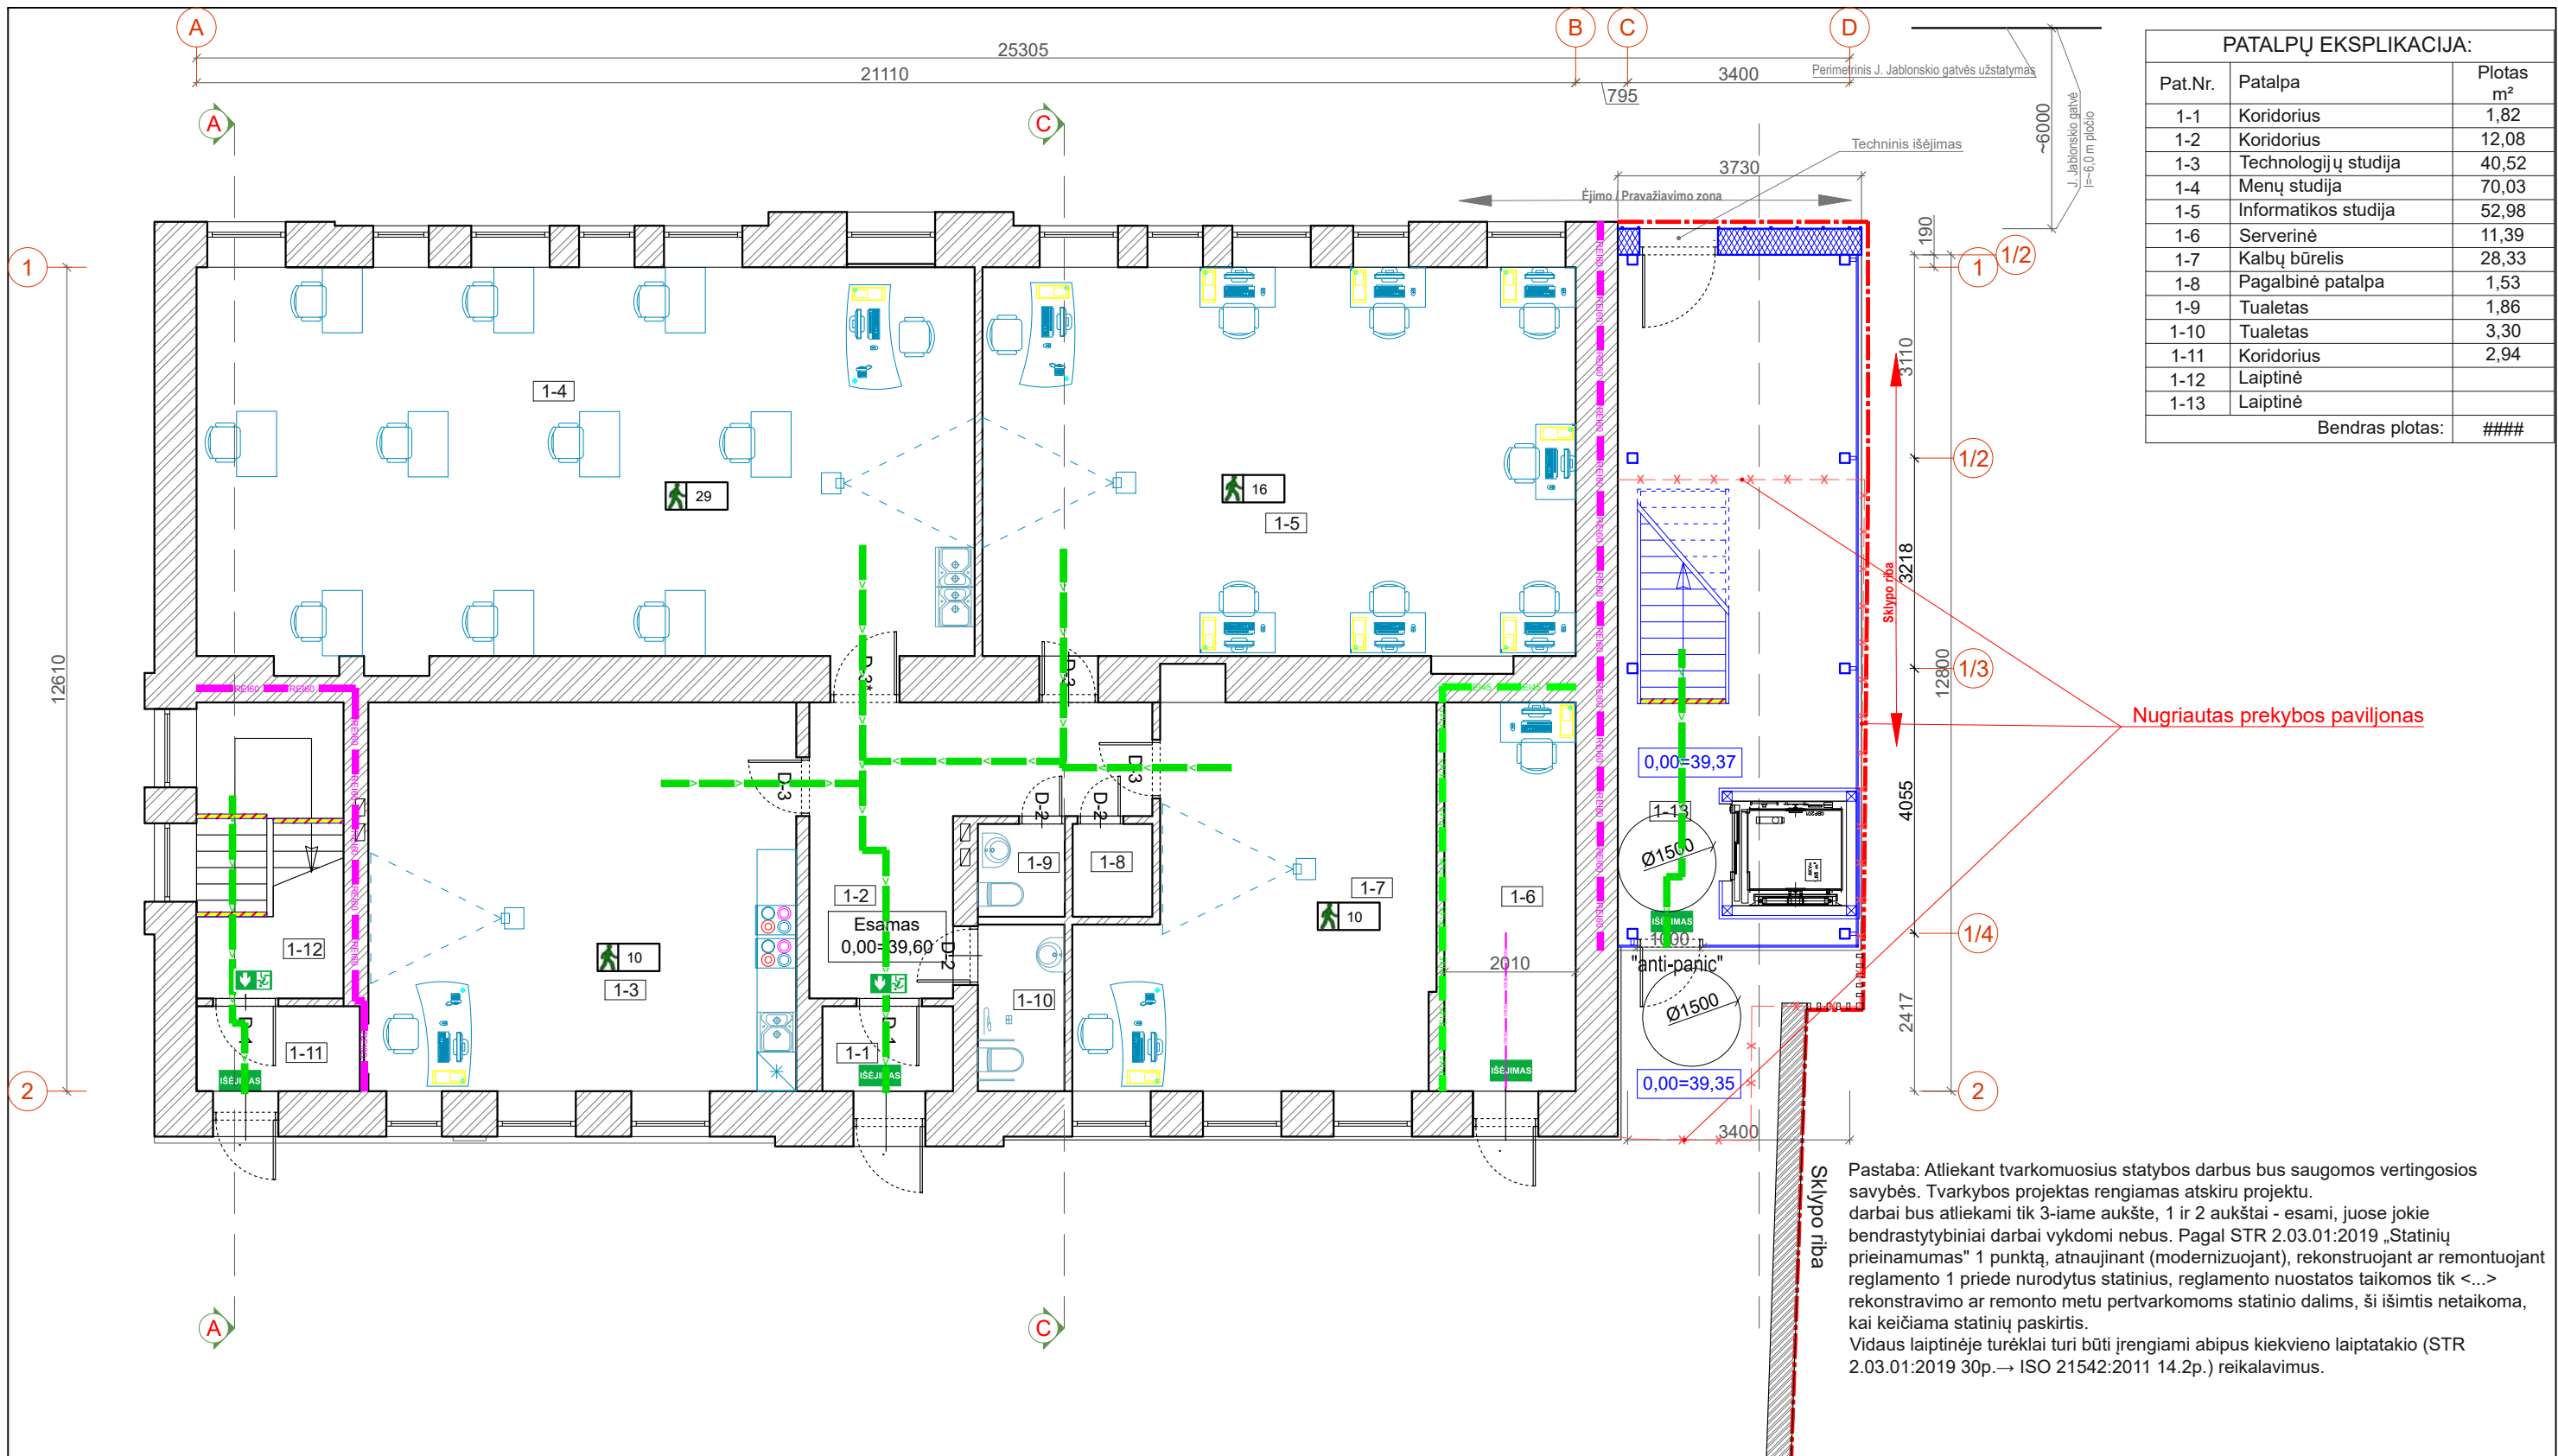 A
B
C
D
25305
21110
3400
795
Perimetrinis J. Jablonskio gatvės užstatymas
~6000
J. Jablonskio gatvė
l=~6,0 m pločio
PATALPŲ EKSPLIKACIJA:
Pat.Nr. Patalpa Plotas m²
1-1 Koridorius 1,82
1-2 Koridorius 12,08
1-3 Technologijų studija 40,52
1-4 Menų studija 70,03
1-5 Informatikos studija 52,98
1-6 Serverinė 11,39
1-7 Kalbų būrelis 28,33
1-8 Pagalbinė patalpa 1,53
1-9 Tualetas 1,86
1-10 Tualetas 3,30
1-11 Koridorius 2,94
1-12 Laiptinė
1-13 Laiptinė
Bendras plotas: ####
A
C
Techninis išėjimas
3730
Ėjimo / Pravažiavimo zona
190
1
1
1/2
3110
1-4
29
16
1-5
1/2
3218
Sklypo riba
12610
12800
1/3
D-3*
D-3
REI60 REI60
EI45 EI45
REI60
Nugriautas prekybos paviljonas
0,00=39,37
D-3
D-3
D-2
D-2
4055
1-13
Ø1500
1-9
1-8
1-2
1-7
1-6
Esamas
0,00=39,60
10
IŠĖJIMAS
1000
1/4
1-12
10
D-2
2010
"anti-panic"
1-3
1-10
Ø1500
2417
D-1
1-11
D-1
1-1
IŠĖJIMAS
IŠĖJIMAS
IŠĖJIMAS
0,00=39,35
2
2
3400
Sklypo riba
Pastaba: Atliekant tvarkomuosius statybos darbus bus saugomos vertingosios
savybės. Tvarkybos projektas rengiamas atskiru projektu.
darbai bus atliekami tik 3-iame aukšte, 1 ir 2 aukštai - esami, juose jokie
bendrastytybiniai darbai vykdomi nebus. Pagal STR 2.03.01:2019 „Statinių
prieinamumas" 1 punktą, atnaujinant (modernizuojant), rekonstruojant ar remontuojant
reglamento 1 priede nurodytus statinius, reglamento nuostatos taikomos tik <...>
rekonstravimo ar remonto metu pertvarkomoms statinio dalims, ši išimtis netaikoma,
kai keičiama statinių paskirtis.
Vidaus laiptinėje turėklai turi būti įrengiami abipus kiekvieno laiptatakio (STR
2.03.01:2019 30p.→ ISO 21542:2011 14.2p.) reikalavimus.
A
C